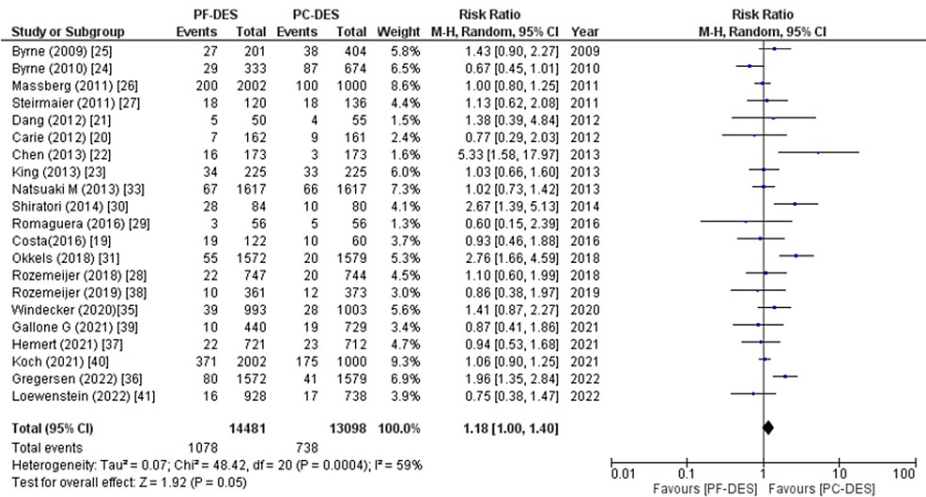 PF-DES PC-DES Risk Ratio Risk Ratio
Study or Subgroup Events Total Events Total Weight M-H, Random, 95% CI Year M-H, Random, 95% CI
Byrne (2009) [25] 27 201 38 404 5.8% 1.43 [0.90, 2.27] 2009
Byrne (2010) [24] 29 333 87 674 6.4% 0.67 [0.45, 1.01] 2010
Massberg (2011) [26] 200 2002 100 1000 9.0% 1.00 [0.80, 1.25] 2011
Steirmaier (2011) [27] 18 120 18 136 4.4% 1.13 [0.62, 2.08] 2011
Dang (2012) [21] 5 50 4 55 1.5% 1.38 [0.39, 4.84] 2012
Carie (2012) [20] 7 162 9 161 2.3% 0.77 [0.29, 2.03] 2012
Chen (2013) [22] 16 173 3 173 1.6% 5.33 [1.58, 17.97] 2013
King (2013) [23] 34 225 33 225 6.0% 1.03 [0.66, 1.60] 2013
Natsuaki M (2013) [33] 67 1617 66 1617 7.3% 1.02 [0.73, 1.42] 2013
Shiratori (2014) [30] 28 84 10 80 4.0% 2.67 [1.39, 5.13] 2014
Romaguera (2016) [29] 3 56 5 56 1.3% 0.60 [0.15, 2.39] 2016
Costa(2016) [19] 19 122 10 60 3.7% 0.93 [0.46, 1.88] 2016
Okkels (2018) [31] 55 1572 20 1579 5.3% 2.76 [1.66, 4.59] 2018
Rozemeijer (2018) [28] 22 747 20 744 4.5% 1.10 [0.60, 1.99] 2018
Rozemeijer (2019) [38] 10 361 12 373 3.0% 0.86 [0.38, 1.97] 2019
Windecker (2020)[35] 39 993 28 1003 5.6% 1.41 [0.87, 2.27] 2020
Gallone G (2021) [39] 10 440 19 729 3.4% 0.87 [0.41, 1.86] 2021
Hemert (2021) [37] 22 721 23 712 4.7% 0.94 [0.53, 1.68] 2021
Koch (2021) [40] 371 2002 175 1000 9.7% 1.06 [0.90, 1.25] 2021
Gregersen (2022) [36] 80 1572 41 1579 6.9% 1.96 [1.35, 2.84] 2022
Loewenstein (2022) [41] 16 928 17 738 3.9% 0.75 [0.38, 1.47] 2022
Total (95% CI) 14481 13098 100.0% 1.18 [1.00, 1.40]
Total events 1078 738
Heterogeneity: Tau² = 0.07; Chi² = 48.42, df = 20 (P = 0.0004); I² = 59%
Test for overall effect: Z = 1.92 (P = 0.05)
0.01 0.1 1 10 100
Favours [PF-DES] Favours [PC-DES]